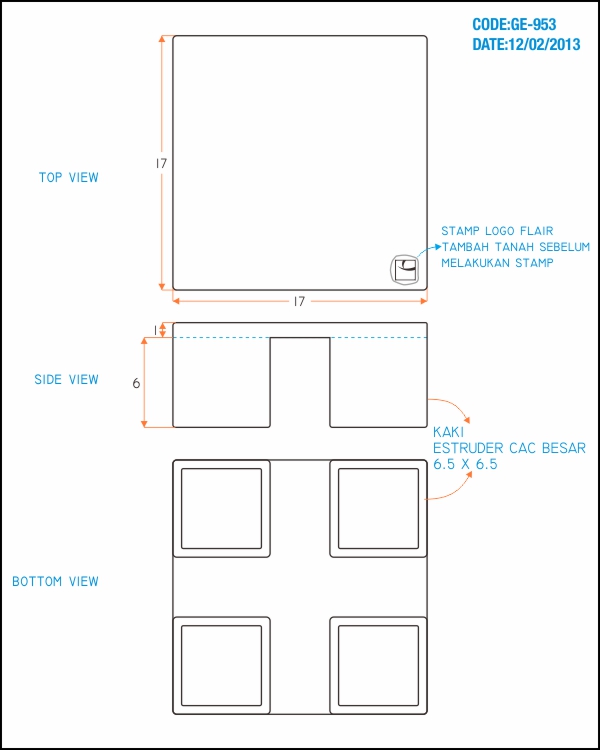 CODE:GE-953
DATE:12/02/2013
17
TOP VIEW
STAMP LOGO FLAIR
TAMBAH TANAH SEBELUM
MELAKUKAN STAMP
17
1
SIDE VIEW
6
KAKI
ESTRUDER CAC BESAR
6.5 X 6.5
BOTTOM VIEW